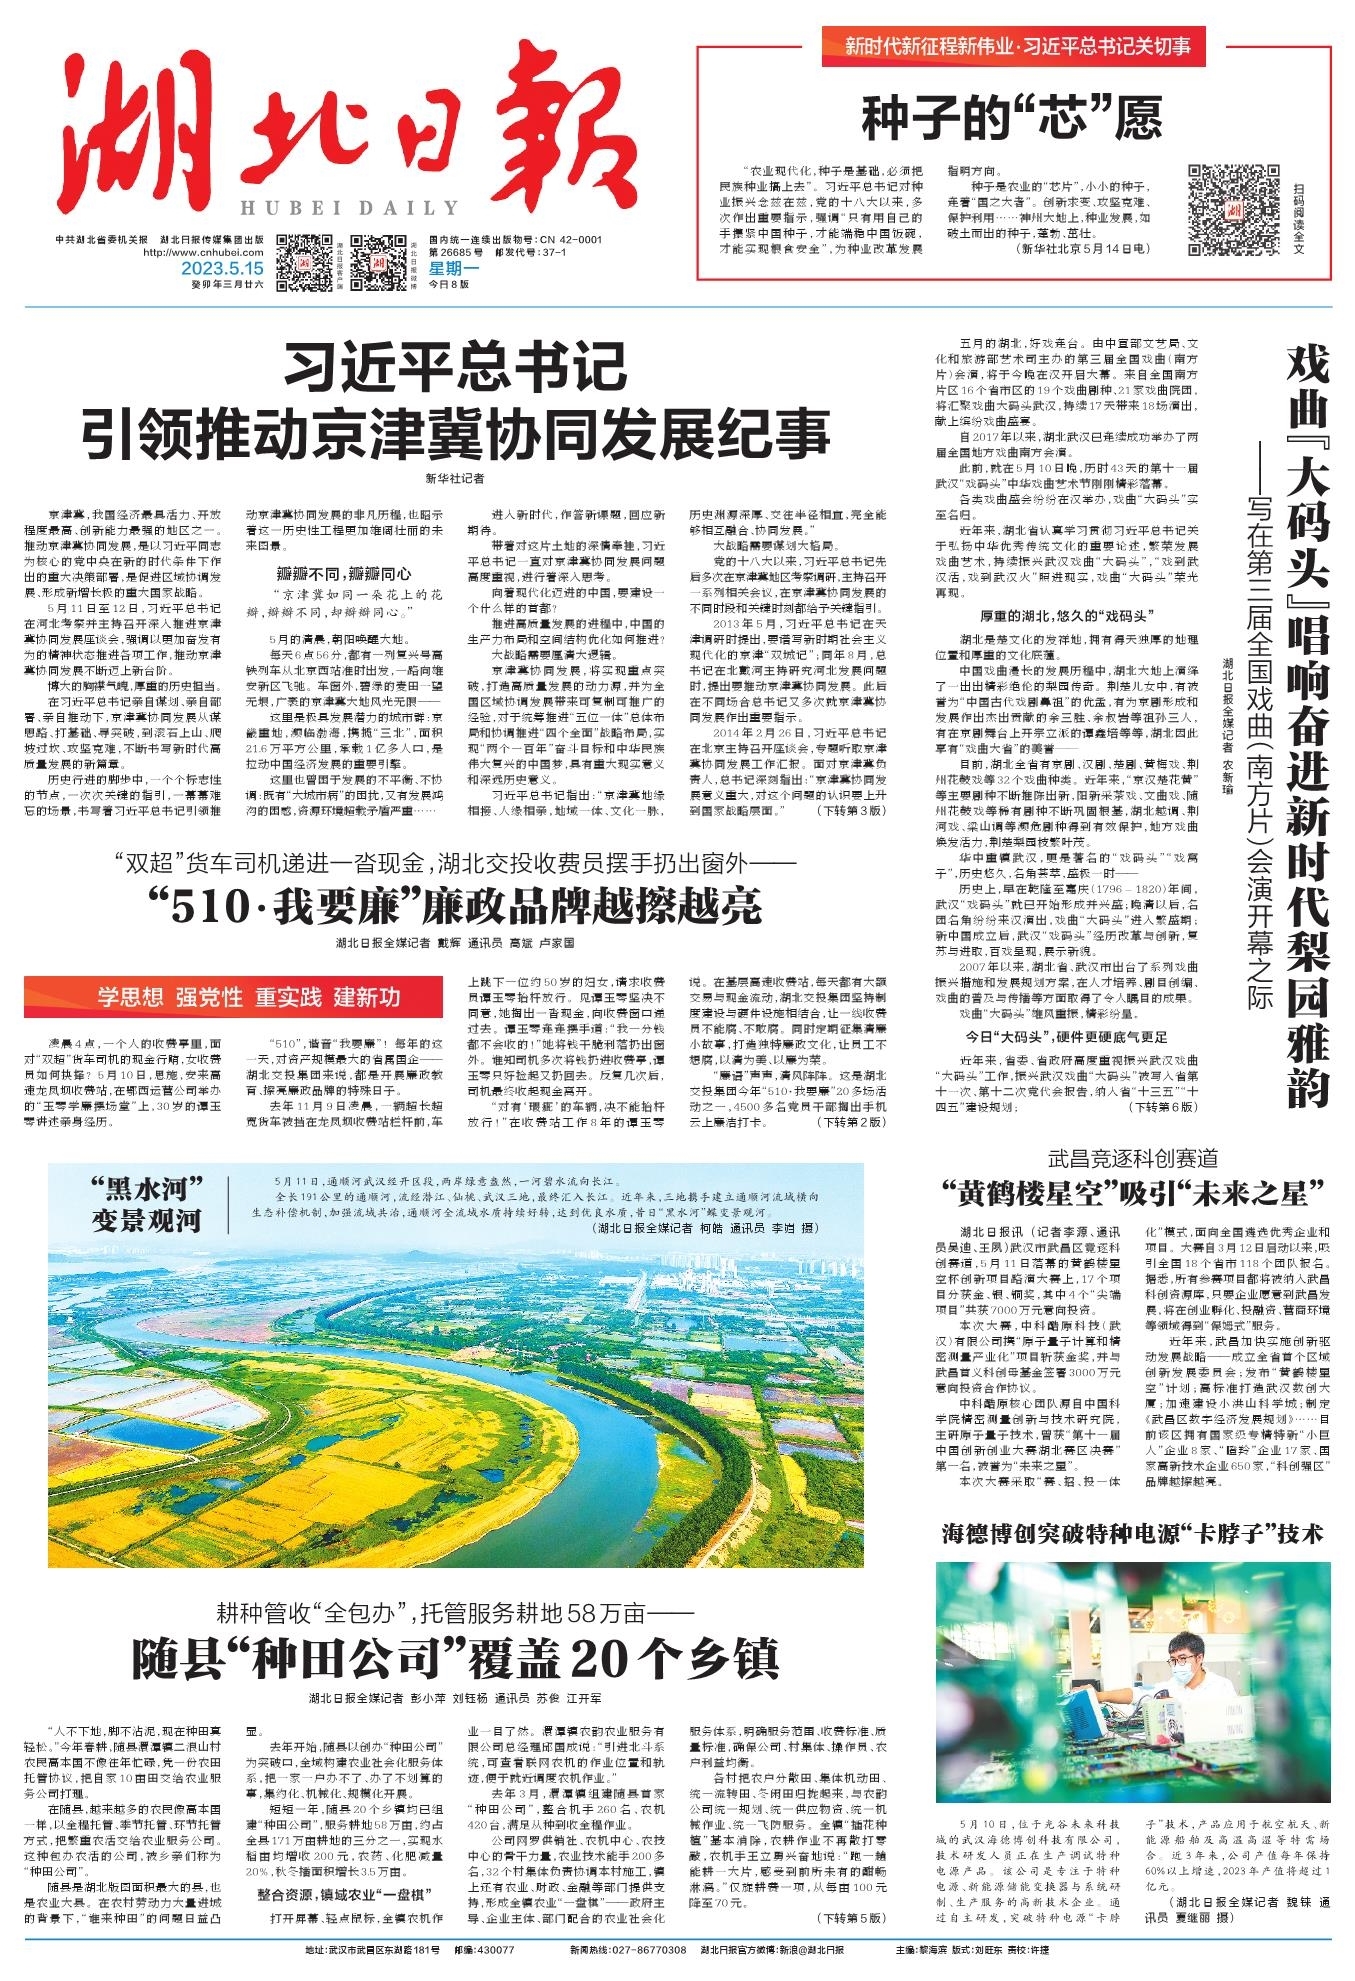 湖北日報
HUBEI DAILY
中共湖北省委机关报 湖北日报传媒集团出版
http://www.cnhubei.com
2023.5.15
癸卯年三月廿六
湖北日报客户端
湖北日报微博
国内统一连续出版物号:CN 42-0001
第26685号 邮发代号:37-1
星期一
今日8版
新时代新征程新伟业·习近平总书记关切事
种子的“芯”愿
“农业现代化,种子是基础,必须把
民族种业搞上去”。习近平总书记对种
业振兴念兹在兹,党的十八大以来,多
次作出重要指示,强调“只有用自己的
手攥紧中国种子,才能端稳中国饭碗,
才能实现粮食安全”,为种业改革发展
指明方向。
种子是农业的“芯片”,小小的种子,
连着“国之大者”。创新求变、攻坚克难、
保护利用……神州大地上,种业发展,如
破土而出的种子,蓬勃、茁壮。
(新华社北京5月14日电)
扫码阅读全文
习近平总书记
引领推动京津冀协同发展纪事
新华社记者
京津冀,我国经济最具活力、开放
程度最高、创新能力最强的地区之一。
推动京津冀协同发展,是以习近平同志
为核心的党中央在新的时代条件下作
出的重大决策部署,是促进区域协调发
展、形成新增长极的重大国家战略。
5月11日至12日,习近平总书记
在河北考察并主持召开深入推进京津
冀协同发展座谈会,强调以更加奋发有
为的精神状态推进各项工作,推动京津
冀协同发展不断迈上新台阶。
博大的胸襟气魄,厚重的历史担当。
在习近平总书记亲自谋划、亲自部
署、亲自推动下,京津冀协同发展从谋
思路、打基础、寻突破,到滚石上山、爬
坡过坎、攻坚克难,不断书写新时代高
质量发展的新篇章。
历史行进的脚步中,一个个标志性
的节点,一次次关键的指引,一幕幕难
忘的场景,书写着习近平总书记引领推
动京津冀协同发展的非凡历程,也昭示
着这一历史性工程更加雄阔壮丽的未
来图景。
瓣瓣不同,瓣瓣同心
“京津冀如同一朵花上的花
瓣,瓣瓣不同,却瓣瓣同心。”
5月的清晨,朝阳唤醒大地。
每天6点56分,都有一列复兴号高
铁列车从北京西站准时出发,一路向雄
安新区飞驰。车窗外,碧绿的麦田一望
无垠,广袤的京津冀大地风光无限——
这里是极具发展潜力的城市群:京
畿重地,濒临渤海,携揽“三北”,面积
21.6万平方公里,承载1亿多人口,是
拉动中国经济发展的重要引擎。
这里也曾困于发展的不平衡、不协
调:既有“大城市病”的困扰,又有发展鸿
沟的困惑,资源环境超载矛盾严重……
进入新时代,作答新课题,回应新
期待。
带着对这片土地的深情牵挂,习近
平总书记一直对京津冀协同发展问题
高度重视,进行着深入思考。
向着现代化迈进的中国,要建设一
个什么样的首都?
推进高质量发展的进程中,中国的
生产力布局和空间结构优化如何推进?
大战略需要厘清大逻辑。
京津冀协同发展,将实现重点突
破,打造高质量发展的动力源,并为全
国区域协调发展带来可复制可推广的
经验,对于统筹推进“五位一体”总体布
局和协调推进“四个全面”战略布局,实
现“两个一百年”奋斗目标和中华民族
伟大复兴的中国梦,具有重大现实意义
和深远历史意义。
习近平总书记指出:“京津冀地缘
相接、人缘相亲,地域一体、文化一脉,
历史渊源深厚、交往半径相宜,完全能
够相互融合、协同发展。”
大战略需要谋划大格局。
党的十八大以来,习近平总书记先
后多次在京津冀地区考察调研,主持召开
一系列相关会议,在京津冀协同发展的
不同时段和关键时刻都给予关键指引。
2013年5月,习近平总书记在天
津调研时提出,要谱写新时期社会主义
现代化的京津“双城记”;同年8月,总
书记在北戴河主持研究河北发展问题
时,提出要推动京津冀协同发展。此后
在不同场合总书记又多次就京津冀协
同发展作出重要指示。
2014年2月26日,习近平总书记
在北京主持召开座谈会,专题听取京津
冀协同发展工作汇报。面对京津冀负
责人,总书记深刻指出:“京津冀协同发
展意义重大,对这个问题的认识要上升
到国家战略层面。” (下转第3版)
戏曲『大码头』唱响奋进新时代梨园雅韵
——写在第三届全国戏曲(南方片)会演开幕之际
湖北日报全媒记者 农新瑜
五月的湖北,好戏连台。由中宣部文艺局、文
化和旅游部艺术司主办的第三届全国戏曲(南方
片)会演,将于今晚在汉开启大幕。来自全国南方
片区16个省市区的19个戏曲剧种、21家戏曲院团,
将汇聚戏曲大码头武汉,持续17天带来18场演出,
献上缤纷戏曲盛宴。
自2017年以来,湖北武汉已连续成功举办了两
届全国地方戏曲南方会演。
此前,就在5月10日晚,历时43天的第十一届
武汉“戏码头”中华戏曲艺术节刚刚精彩落幕。
各类戏曲盛会纷纷在汉举办,戏曲“大码头”实
至名归。
近年来,湖北省认真学习贯彻习近平总书记关
于弘扬中华优秀传统文化的重要论述,繁荣发展
戏曲艺术,持续振兴武汉戏曲“大码头”,“戏到武
汉活,戏到武汉火”照进现实,戏曲“大码头”荣光
再现。
厚重的湖北,悠久的“戏码头”
湖北是楚文化的发祥地,拥有得天独厚的地理
位置和厚重的文化底蕴。
中国戏曲漫长的发展历程中,湖北大地上演绎
了一出出精彩绝伦的梨园传奇。荆楚儿女中,有被
誉为“中国古代戏剧鼻祖”的优孟,有为京剧形成和
发展作出杰出贡献的余三胜、余叔岩等祖孙三人,
有在京剧舞台上开宗立派的谭鑫培等等,湖北因此
享有“戏曲大省”的美誉——
目前,湖北全省有京剧、汉剧、楚剧、黄梅戏、荆
州花鼓戏等32个戏曲种类。近年来,“京汉楚花黄”
等主要剧种不断推陈出新,阳新采茶戏、文曲戏、随
州花鼓戏等稀有剧种不断巩固根基,湖北越调、荆
河戏、梁山调等濒危剧种得到有效保护,地方戏曲
焕发活力,荆楚梨园枝繁叶茂。
华中重镇武汉,更是著名的“戏码头”“戏窝
子”,历史悠久,名角荟萃,盛极一时——
历史上,早在乾隆至嘉庆(1796-1820)年间,
武汉“戏码头”就已开始形成并兴盛;晚清以后,名
团名角纷纷来汉演出,戏曲“大码头”进入繁盛期;
新中国成立后,武汉“戏码头”经历改革与创新,复
苏与进取,百戏呈现,展示新貌。
2007年以来,湖北省、武汉市出台了系列戏曲
振兴措施和发展规划方案,在人才培养、剧目创编、
戏曲的普及与传播等方面取得了令人瞩目的成果。
戏曲“大码头”雄风重振,精彩纷呈。
今日“大码头”,硬件更硬底气更足
近年来,省委、省政府高度重视振兴武汉戏曲
“大码头”工作,振兴武汉戏曲“大码头”被写入省第
十一次、第十二次党代会报告,纳入省“十三五”“十
四五”建设规划; (下转第6版)
“双超”货车司机递进一沓现金,湖北交投收费员摆手扔出窗外——
“510·我要廉”廉政品牌越擦越亮
湖北日报全媒记者 戴辉 通讯员 高斌 卢家国
学思想 强党性 重实践 建新功
凌晨4点,一个人的收费亭里,面
对“双超”货车司机的现金行贿,女收费
员如何抉择?5月10日,恩施,安来高
速龙凤坝收费站,在鄂西运营公司举办
的“玉琴学廉操场堂”上,30岁的谭玉
琴讲述亲身经历。
“510”,谐音“我要廉”!每年的这
一天,对资产规模最大的省属国企——
湖北交投集团来说,都是开展廉政教
育、擦亮廉政品牌的特殊日子。
去年11月9日凌晨,一辆超长超
宽货车被挡在龙凤坝收费站栏杆前,车
上跳下一位约50岁的妇女,请求收费
员谭玉琴抬杆放行。见谭玉琴坚决不
同意,她掏出一沓现金,向收费窗口递
过去。谭玉琴连连摆手道:“我一分钱
都不会收的!”她将钱干脆利落扔出窗
外。谁知司机多次将钱扔进收费亭,谭
玉琴只好捡起又扔回去。反复几次后,
司机最终收起现金离开。
“对有‘瑕疵’的车辆,决不能抬杆
放行!”在收费站工作8年的谭玉琴
说。在基层高速收费站,每天都有大额
交易与现金流动,湖北交投集团坚持制
度建设与硬件设施相结合,让一线收费
员不能腐、不敢腐。同时定期征集清廉
小故事,打造独特廉政文化,让员工不
想腐,以清为美、以廉为荣。
“廉语”声声,清风阵阵。这是湖北
交投集团今年“510·我要廉”20多场活
动之一,4500多名党员干部掏出手机
云上廉洁打卡。 (下转第2版)
“黑水河”
变景观河
5月11日,通顺河武汉经开区段,两岸绿意盎然,一河碧水流向长江。
全长191公里的通顺河,流经潜江、仙桃、武汉三地,最终汇入长江。近年来,三地携手建立通顺河流域横向
生态补偿机制,加强流域共治,通顺河全流域水质持续好转,达到优良水质,昔日“黑水河”蝶变景观河。
(湖北日报全媒记者 柯皓 通讯员 李岿 摄)
武昌竞逐科创赛道
“黄鹤楼星空”吸引“未来之星”
湖北日报讯 (记者李源、通讯
员吴迪、王夙)武汉市武昌区竞逐科
创赛道,5月11日落幕的黄鹤楼星
空杯创新项目路演大赛上,17个项
目分获金、银、铜奖,其中4个“尖端
项目”共获7000万元意向投资。
本次大赛,中科酷原科技(武
汉)有限公司携“原子量子计算和精
密测量产业化”项目斩获金奖,并与
武昌首义科创母基金签署3000万元
意向投资合作协议。
中科酷原核心团队源自中国科
学院精密测量创新与技术研究院,
主研原子量子技术,曾获“第十一届
中国创新创业大赛湖北赛区决赛”
第一名,被誉为“未来之星”。
本次大赛采取“赛、招、投一体
化”模式,面向全国遴选优秀企业和
项目。大赛自3月12日启动以来,吸
引全国18个省市118个团队报名。
据悉,所有参赛项目都将被纳入武昌
科创资源库,只要企业愿意到武昌发
展,将在创业孵化、投融资、营商环境
等领域得到“保姆式”服务。
近年来,武昌加快实施创新驱
动发展战略——成立全省首个区域
创新发展委员会;发布“黄鹤楼星
空”计划;高标准打造武汉数创大
厦;加速建设小洪山科学城;制定
《武昌区数字经济发展规划》……目
前该区拥有国家级专精特新“小巨
人”企业8家、“瞪羚”企业17家、国
家高新技术企业650家,“科创强区”
品牌越擦越亮。
海德博创突破特种电源“卡脖子”技术
5月10日,位于光谷未来科技
城的武汉海德博创科技有限公司,
技术研发人员正在生产调试特种
电源产品。该公司是专注于特种
电源、新能源储能变换器与系统研
制、生产服务的高新技术企业。通
过自主研发,突破特种电源“卡脖
子”技术,产品应用于航空航天、新
能源船舶及高温高湿等特需场
合。近3年来,公司产值每年保持
60%以上增速,2023年产值将超过1
亿元。
(湖北日报全媒记者 魏铼 通
讯员 夏继丽 摄)
耕种管收“全包办”,托管服务耕地58万亩——
随县“种田公司”覆盖20个乡镇
湖北日报全媒记者 彭小萍 刘钰杨 通讯员 苏俊 江开军
“人不下地,脚不沾泥,现在种田真
轻松。”今年春耕,随县澴潭镇二浪山村
农民高本国不像往年忙碌,凭一份农田
托管协议,把自家10亩田交给农业服
务公司打理。
在随县,越来越多的农民像高本国
一样,以全程托管、季节托管、环节托管
方式,把繁重农活交给农业服务公司。
这种包办农活的公司,被乡亲们称为
“种田公司”。
随县是湖北版图面积最大的县,也
是农业大县。在农村劳动力大量进城
的背景下,“谁来种田”的问题日益凸
显。
去年开始,随县以创办“种田公司”
为突破口,全域构建农业社会化服务体
系,把一家一户办不了、办了不划算的
事,集约化、机械化、规模化开展。
短短一年,随县20个乡镇均已组
建“种田公司”,服务耕地58万亩,约占
全县171万亩耕地的三分之一,实现水
稻亩均增收200元,农药、化肥减量
20%,秋冬播面积增长3.5万亩。
整合资源,镇域农业“一盘棋”
打开屏幕、轻点鼠标,全镇农机作
业一目了然。澴潭镇农韵农业服务有
限公司总经理邱国成说:“引进北斗系
统,可查看联网农机的作业位置和轨
迹,便于就近调度农机作业。”
去年3月,澴潭镇组建随县首家
“种田公司”,整合机手260名、农机
420台,满足从种到收全程作业。
公司网罗供销社、农机中心、农技
中心的骨干力量,农业技术能手200多
名,32个村集体负责协调本村施工,镇
上还有农业、财政、金融等部门提供支
持,形成全镇农业“一盘棋”——政府主
导、企业主体、部门配合的农业社会化
服务体系,明确服务范围、收费标准、质
量标准,确保公司、村集体、操作员、农
户利益均衡。
各村把农户分散田、集体机动田、
统一流转田、冬闲田归拢起来,与农韵
公司统一规划、统一供应物资、统一机
械作业、统一飞防服务。全镇“插花种
植”基本消除,农耕作业不再散打零
敲,农机手王立勇兴奋地说:“跑一趟
能耕一大片,感受到前所未有的酣畅
淋漓。”仅旋耕费一项,从每亩100元
降至70元。
(下转第5版)
地址:武汉市武昌区东湖路181号 邮编:430077 新闻热线:027-86770308 湖北日报官方微博:新浪@湖北日报 主编:黎海滨 版式:刘旺东 责校:许捷